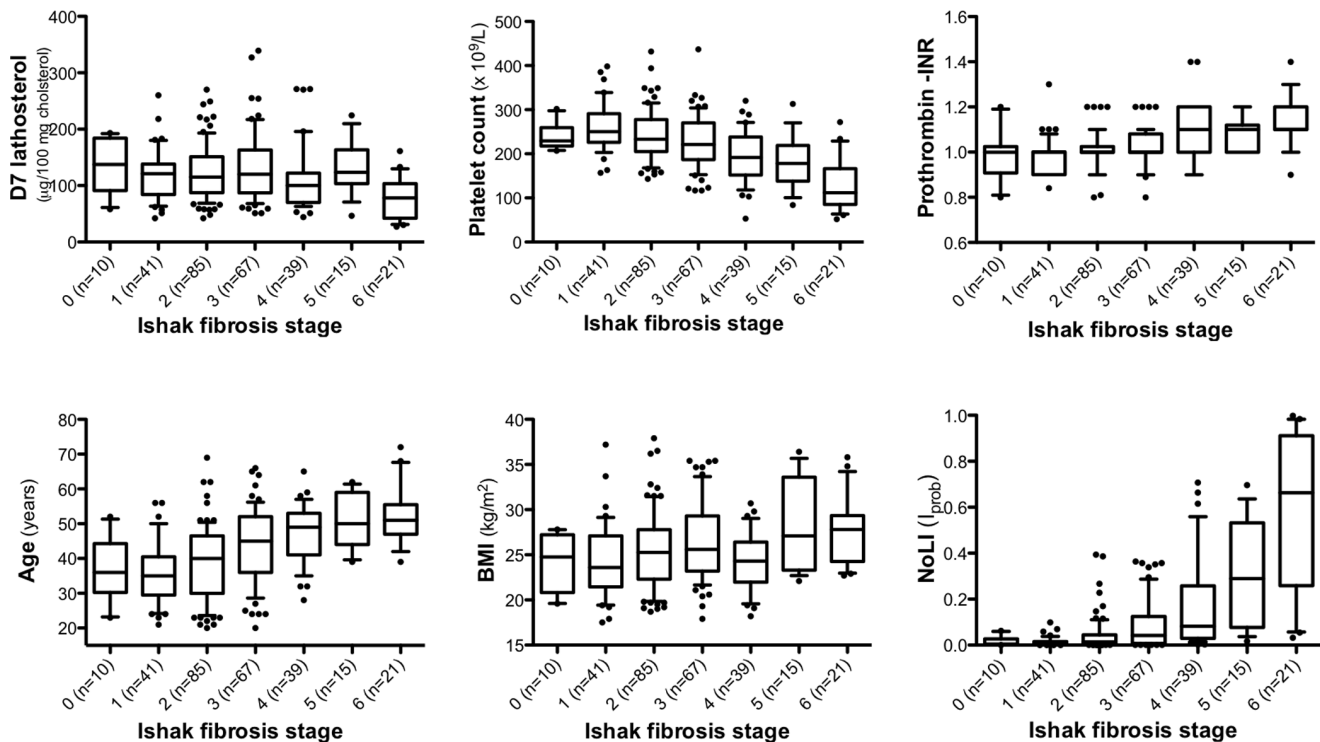 D7 lathosterol
(µg/100 mg cholsterol)
400
300
200
100
0
0 (n=10)
1 (n=41)
2 (n=85)
3 (n=67)
4 (n=39)
5 (n=15)
6 (n=21)
Ishak fibrosis stage
Platelet count (x 10⁹/L)
500
400
300
200
100
0
0 (n=10)
1 (n=41)
2 (n=85)
3 (n=67)
4 (n=39)
5 (n=15)
6 (n=21)
Ishak fibrosis stage
Prothrombin -INR
1.6
1.4
1.2
1.0
0.8
0.6
0 (n=10)
1 (n=41)
2 (n=85)
3 (n=67)
4 (n=39)
5 (n=15)
6 (n=21)
Ishak fibrosis stage
Age (years)
80
70
60
50
40
30
20
0 (n=10)
1 (n=41)
2 (n=85)
3 (n=67)
4 (n=39)
5 (n=15)
6 (n=21)
Ishak fibrosis stage
BMI (kg/m²)
40
35
30
25
20
15
0 (n=10)
1 (n=41)
2 (n=85)
3 (n=67)
4 (n=39)
5 (n=15)
6 (n=21)
Ishak fibrosis stage
NoLI (Iprob)
1.0
0.8
0.6
0.4
0.2
0.0
0 (n=10)
1 (n=41)
2 (n=85)
3 (n=67)
4 (n=39)
5 (n=15)
6 (n=21)
Ishak fibrosis stage